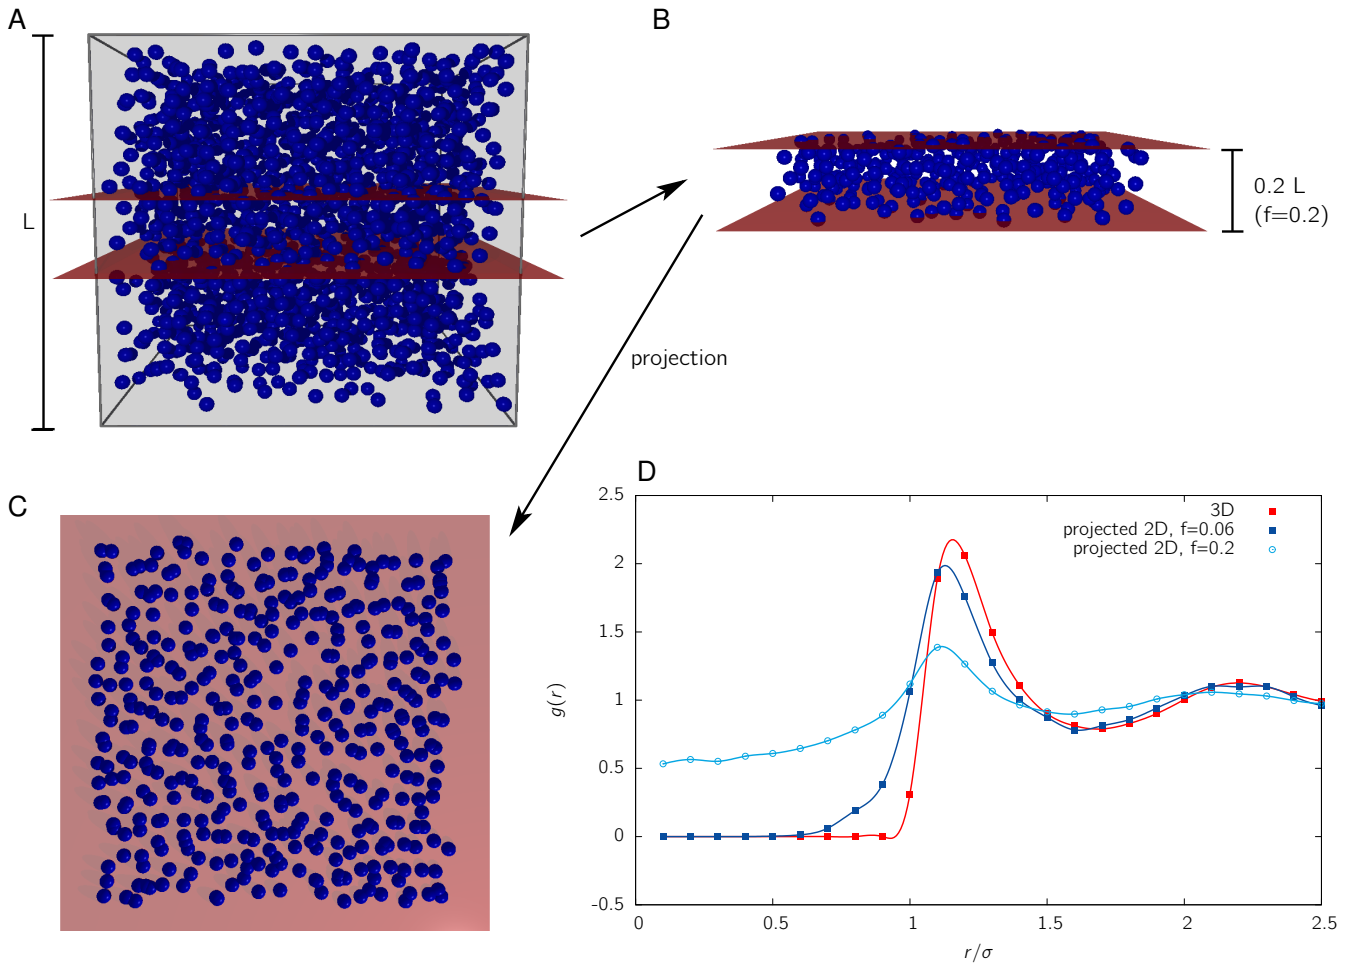 A
B
L
0.2 L
(f=0.2)
projection
C
D
3D
projected 2D, f=0.06
projected 2D, f=0.2
2.5
2
1.5
1
0.5
0
-0.5
g(r)
0
0.5
1
1.5
2
2.5
r/σ